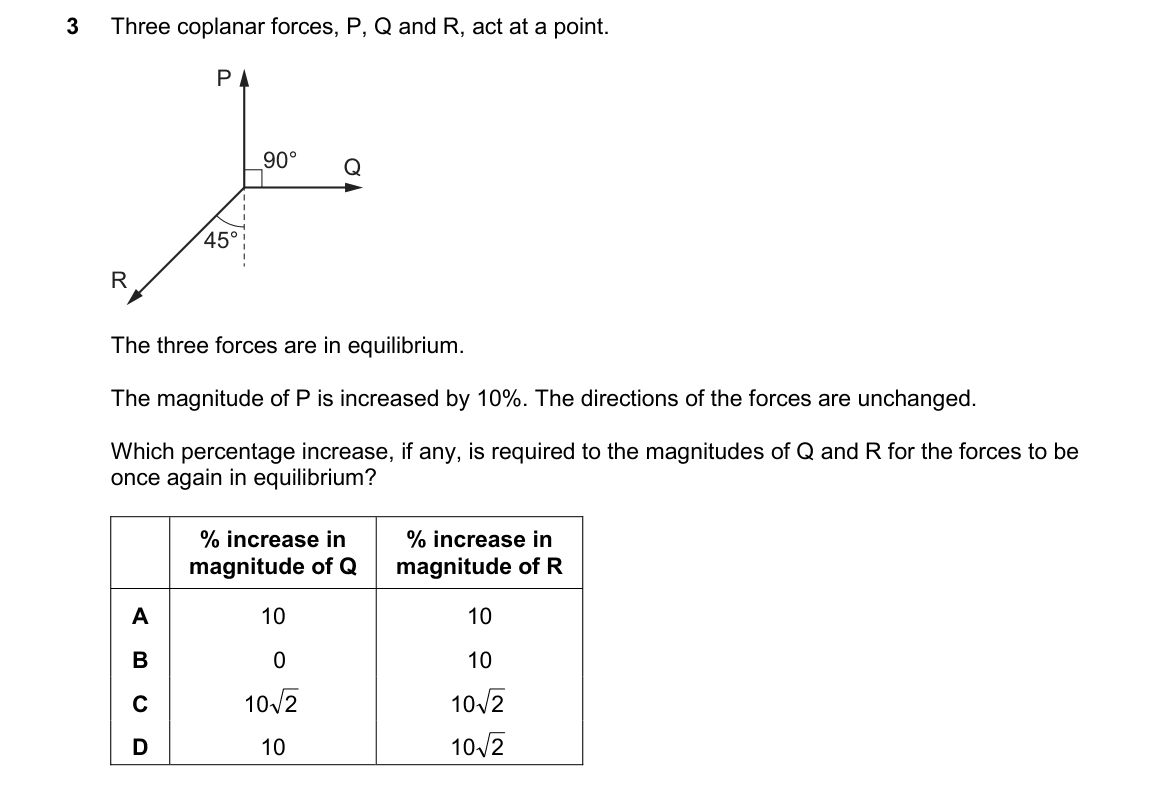 3 Three coplanar forces, P, Q and R, act at a point.
P
90°
Q
45°
R
The three forces are in equilibrium.
The magnitude of P is increased by 10%. The directions of the forces are unchanged.
Which percentage increase, if any, is required to the magnitudes of Q and R for the forces to be
once again in equilibrium?
% increase in magnitude of Q % increase in magnitude of R
A 10 10
B 0 10
C 10√2 10√2
D 10 10√2